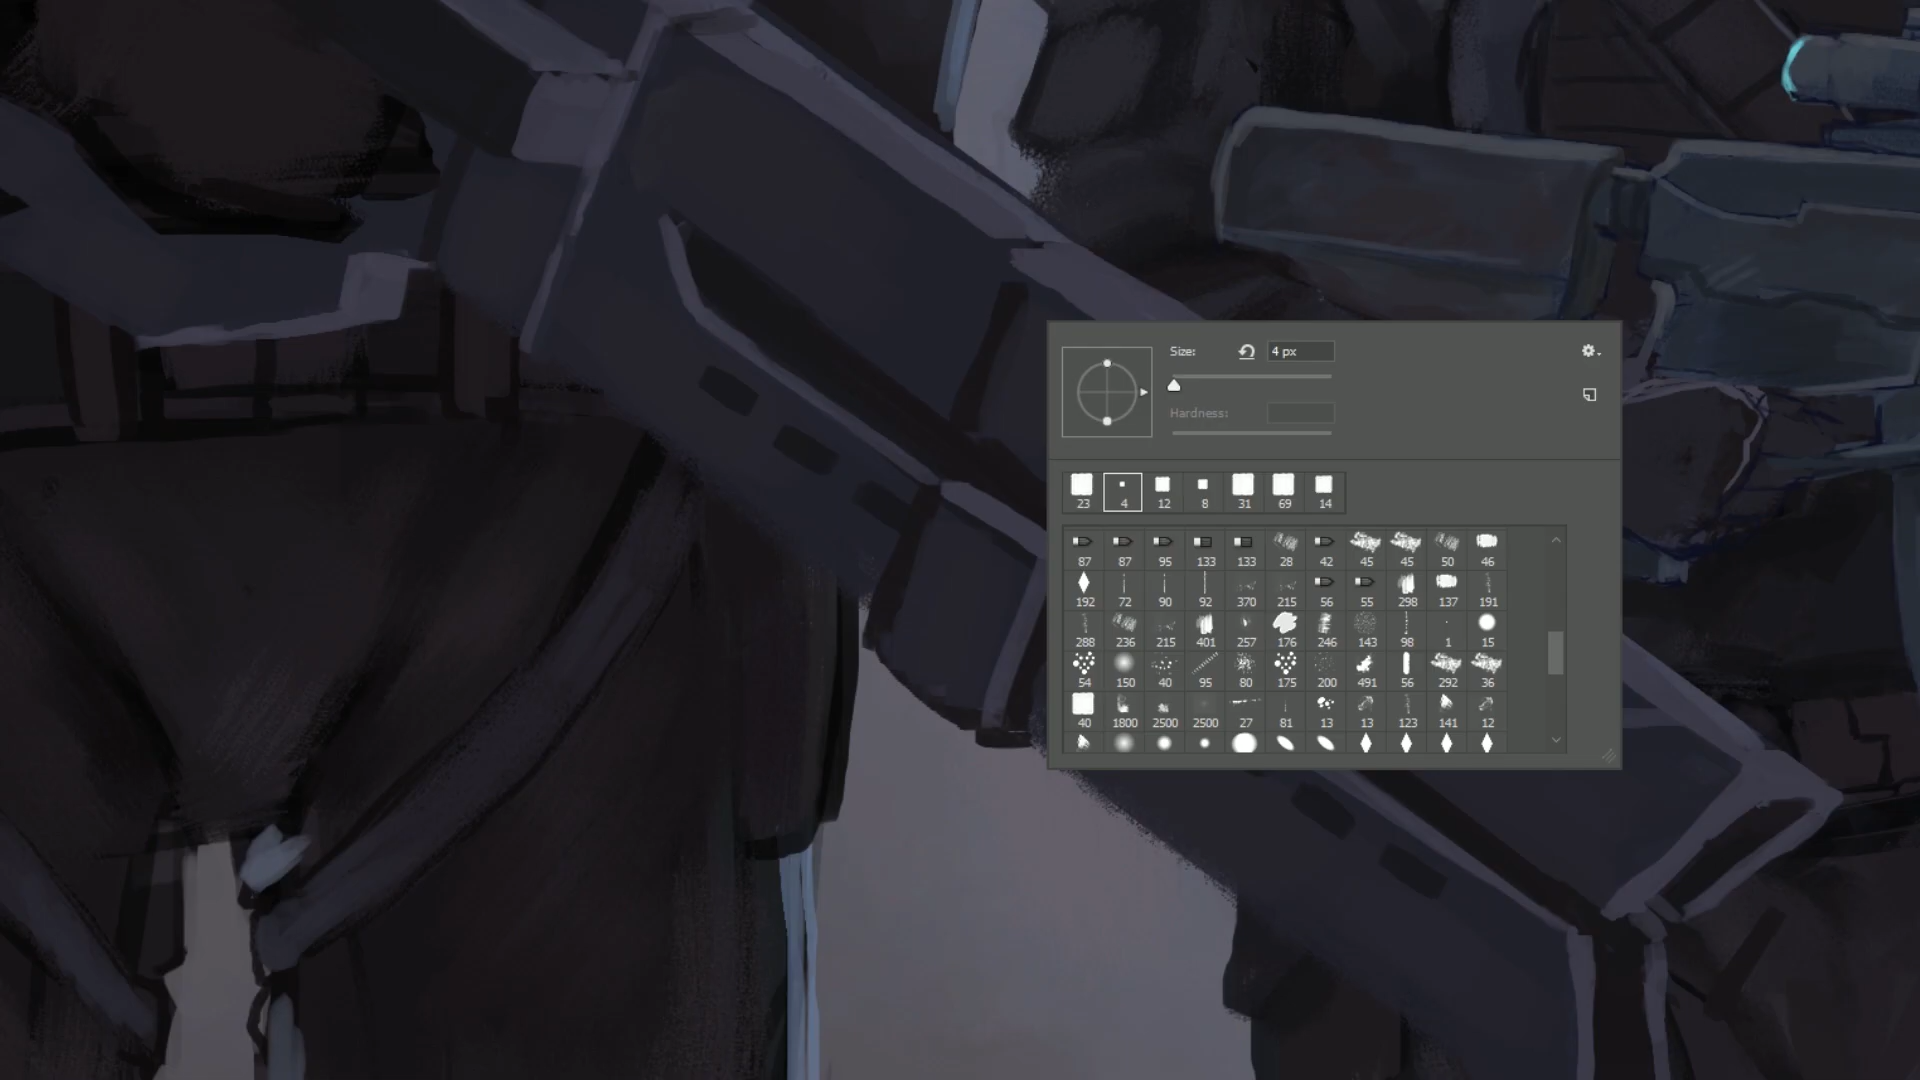 Size: 4 px
Hardness:
23 4 12 8 31 69 14
87 87 95 133 133 28 42 45 45 50 46
192 72 90 92 370 215 56 55 298 137 191
288 236 215 401 257 176 246 143 98 1 15
54 150 40 95 80 175 200 491 56 292 36
40 1800 2500 2500 27 81 13 13 123 141 12